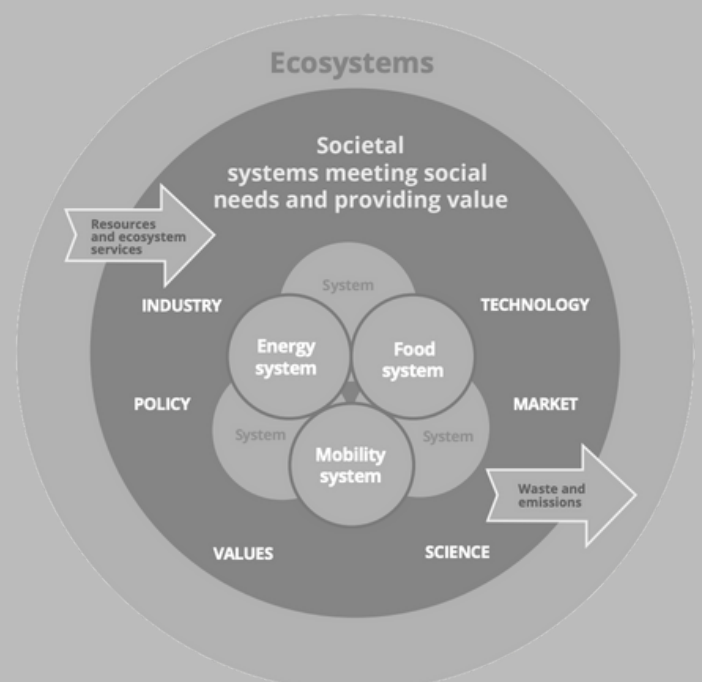 Ecosystems
Societal
systems meeting social
needs and providing value
Resources
and ecosystem
services
System
INDUSTRY
TECHNOLOGY
Energy
system
Food
system
POLICY
MARKET
System
System
Mobility
system
Waste and
emissions
VALUES
SCIENCE